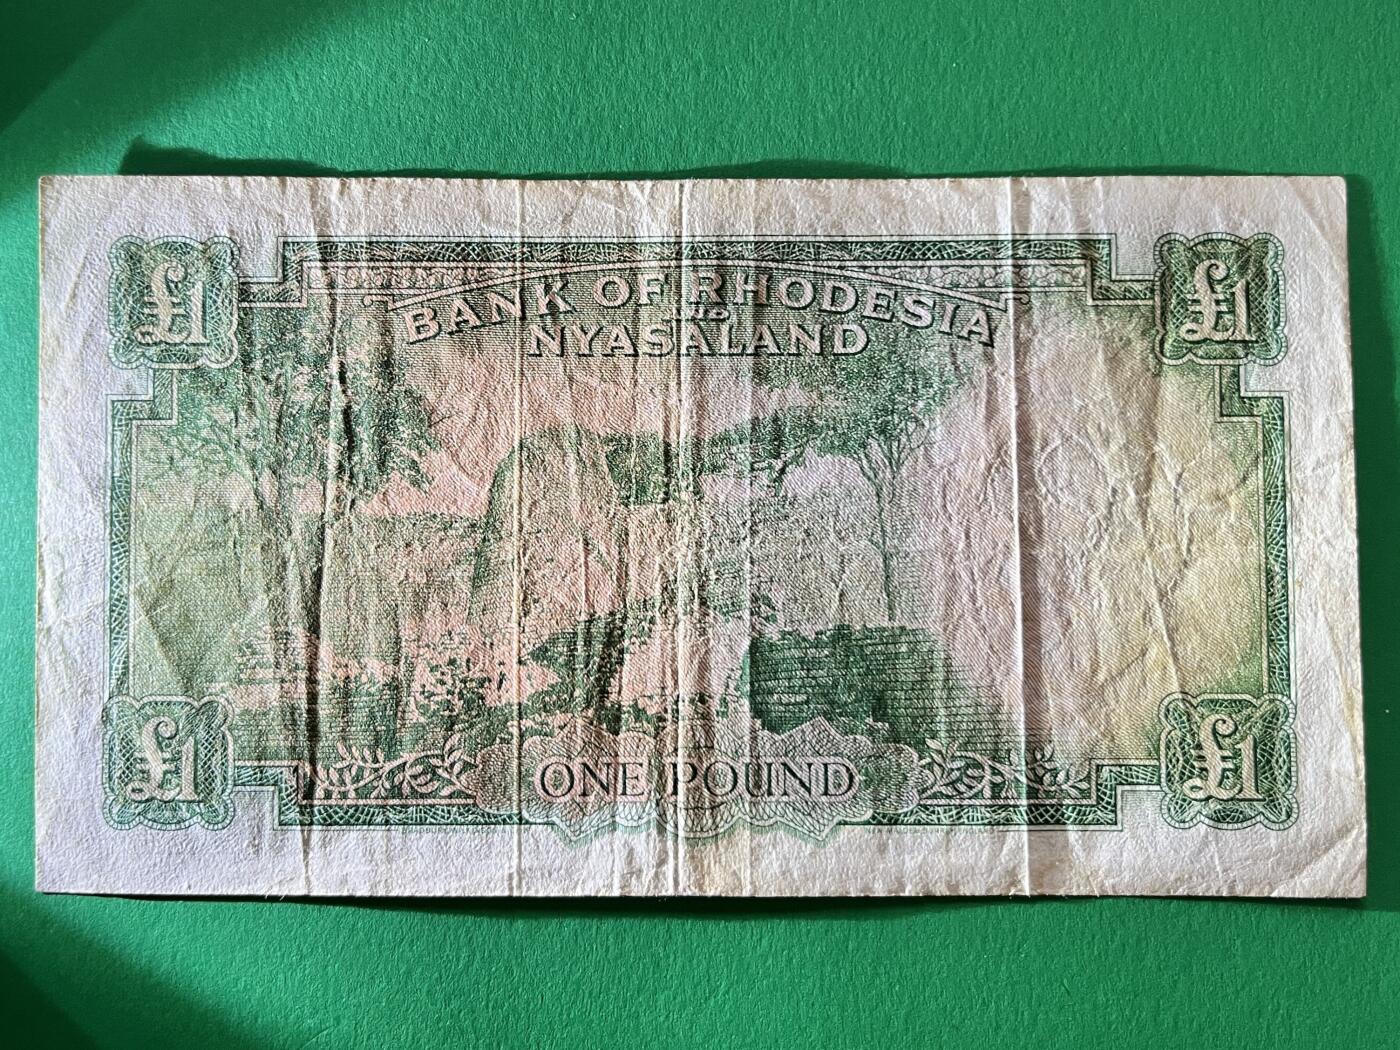 £1
£1
BANK OF RHODESIA
AND
NYASALAND
£1
£1
ONE POUND